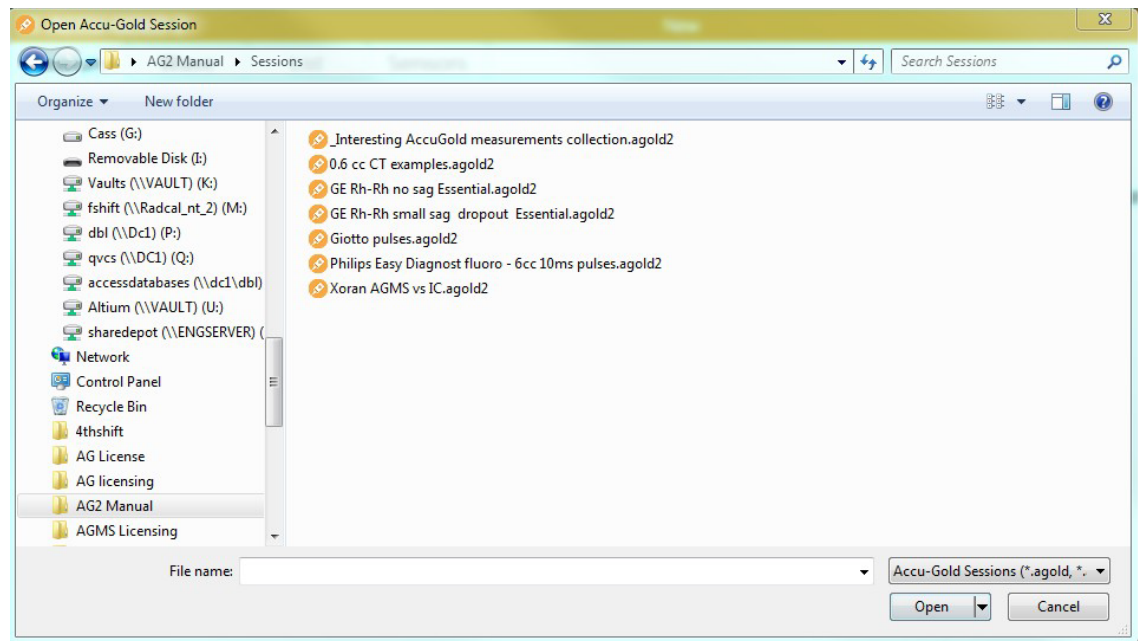 Open Accu-Gold Session
AG2 Manual Sessions
Search Sessions
Organize New folder
Cass (G:)
Removable Disk (I:)
Vaults (\\VAULT) (K:)
fshift (\\Radcal_nt_2) (M:)
dbl (\\Dc1) (P:)
qvcs (\\DC1) (Q:)
accessdatabases (\\dc1\dbl)
Altium (\\VAULT) (U:)
sharedepot (\\ENGSERVER) (
Network
Control Panel
Recycle Bin
4thshift
AG License
AG licensing
AG2 Manual
AGMS Licensing
_Interesting AccuGold measurements collection.agold2
0.6 cc CT examples.agold2
GE Rh-Rh no sag Essential.agold2
GE Rh-Rh small sag  dropout  Essential.agold2
Giotto pulses.agold2
Philips Easy Diagnost fluoro - 6cc 10ms pulses.agold2
Xoran AGMS vs IC.agold2
File name:
Accu-Gold Sessions (*.agold, *.
Open Cancel